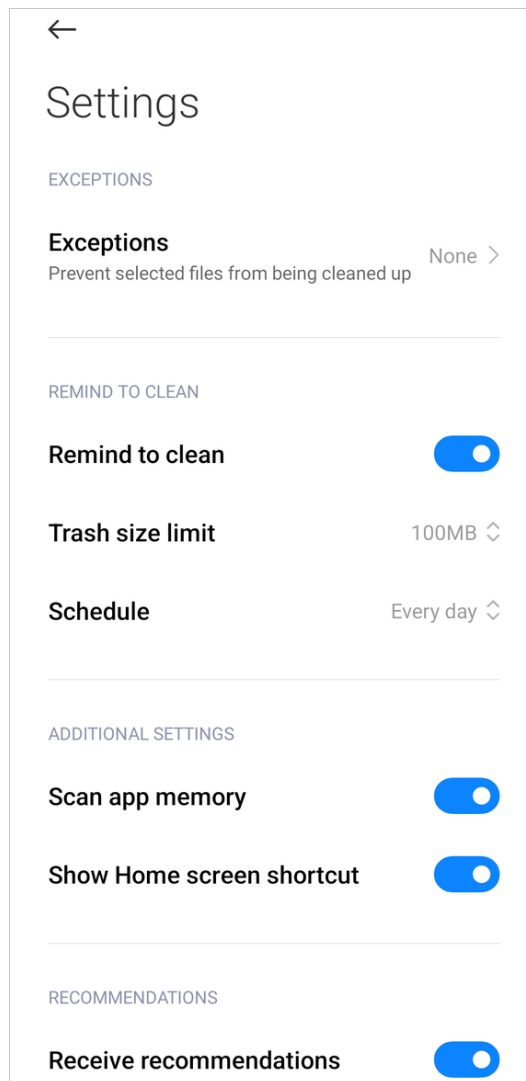 Settings
EXCEPTIONS
Exceptions
Prevent selected files from being cleaned up
None
REMIND TO CLEAN
Remind to clean
Trash size limit
100MB
Schedule
Every day
ADDITIONAL SETTINGS
Scan app memory
Show Home screen shortcut
RECOMMENDATIONS
Receive recommendations